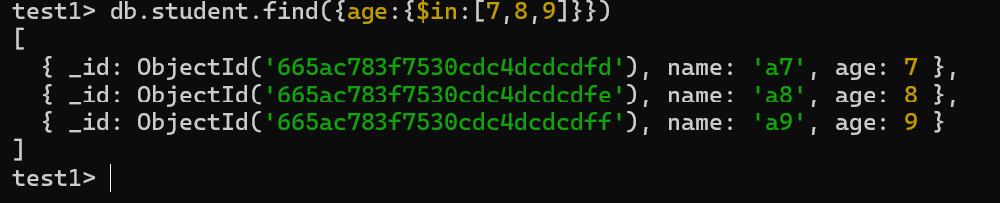 test1> db.student.find({age:{$in:[7,8,9]}})
[
  { _id: ObjectId('665ac783f7530cdc4dcdcdfd'), name: 'a7', age: 7 },
  { _id: ObjectId('665ac783f7530cdc4dcdcdfe'), name: 'a8', age: 8 },
  { _id: ObjectId('665ac783f7530cdc4dcdcdff'), name: 'a9', age: 9 }
]
test1>